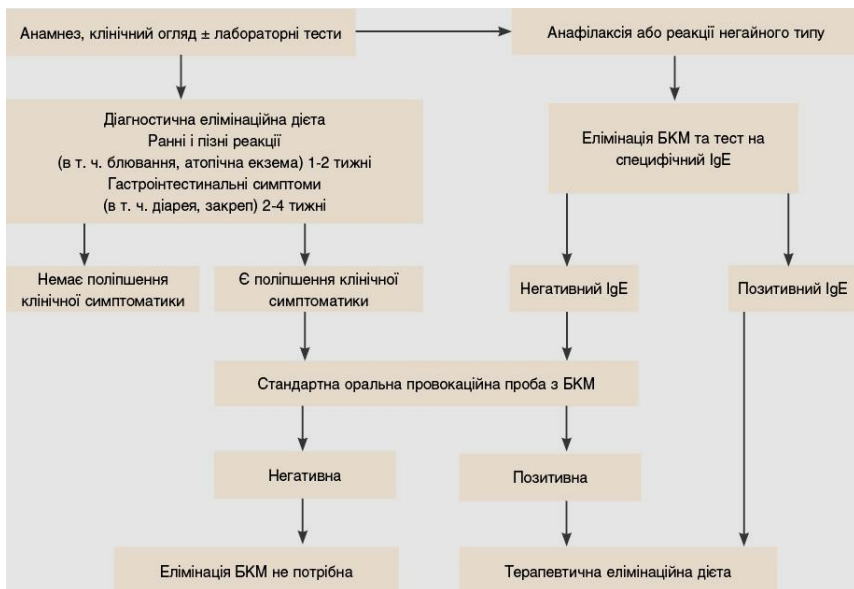 Анамнез, клінічний огляд ± лабораторні тести
Анафілаксія або реакції негайного типу
Діагностична елімінаційна дієта
Ранні і пізні реакції
(в т. ч. блювання, атопічна екзема) 1-2 тижні
Гастроінтестинальні симптоми
(в т. ч. діарея, закреп) 2-4 тижні
Елімінація БКМ та тест на
специфічний IgE
Немає поліпшення
клінічної симптоматики
Є поліпшення клінічної
симптоматики
Негативний IgE
Позитивний IgE
Стандартна оральна провокаційна проба з БКМ
Негативна
Позитивна
Елімінація БКМ не потрібна
Терапевтична елімінаційна дієта